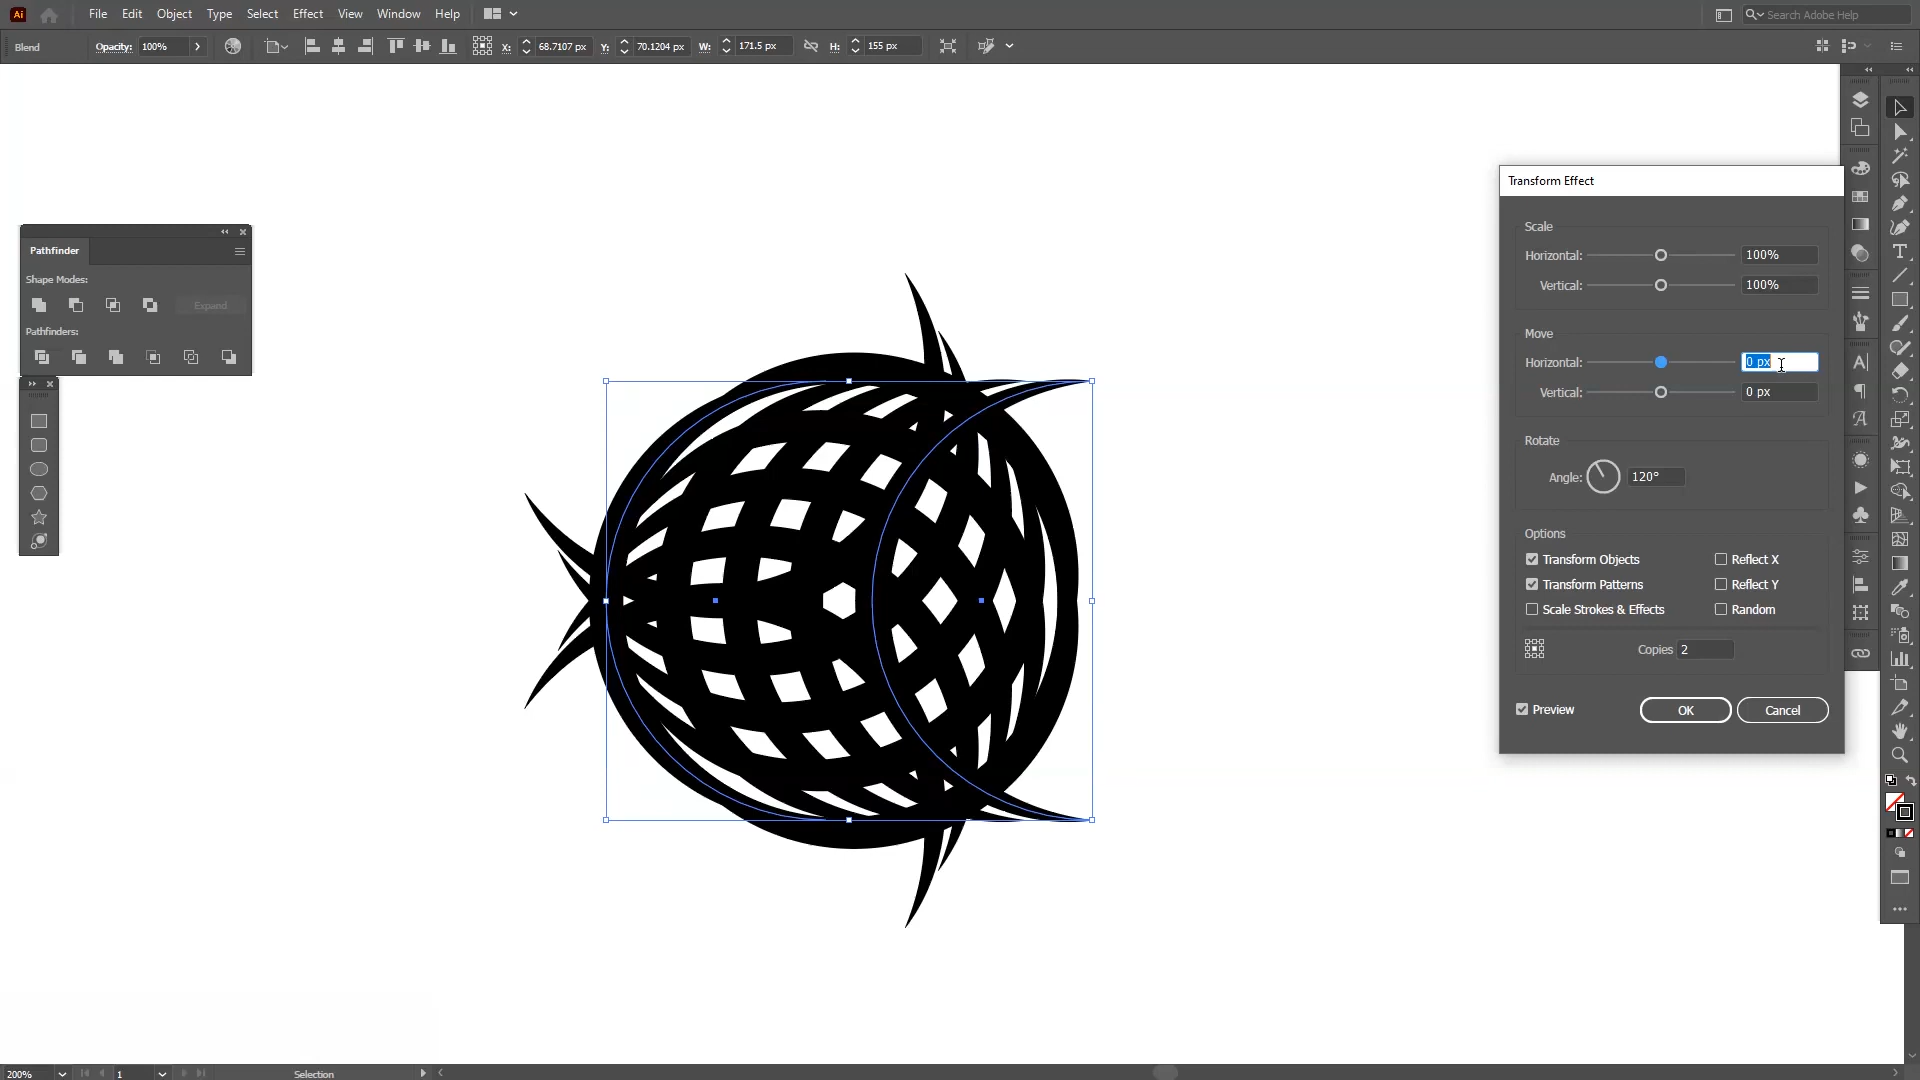 Ai File Edit Object Type Select Effect View Window Help Search Adobe Help
Blend Opacity: 100% X: 68.7107 px Y: 70.1204 px W: 171.5 px H: 155 px
Transform Effect
Scale
Horizontal: 100%
Vertical: 100%
Move
Horizontal: 0 px
Vertical: 0 px
Rotate
Angle: 120°
Options
Transform Objects Reflect X
Transform Patterns Reflect Y
Scale Strokes & Effects Random
Copies 2
Preview OK Cancel
Pathfinder
Shape Modes:
Expand
Pathfinders:
200% 1 Selection